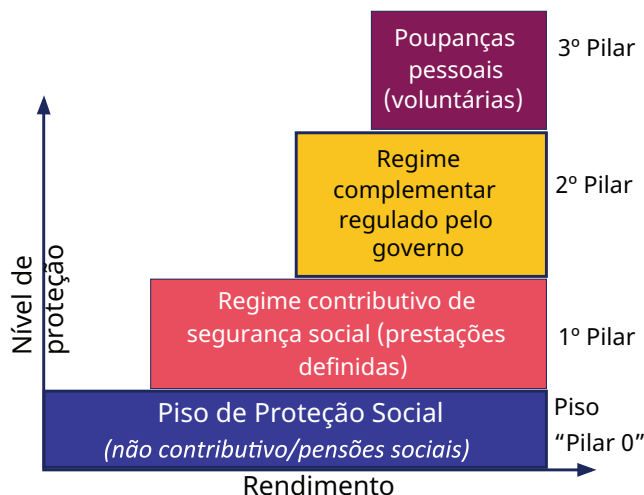 Poupanças
pessoais
(voluntárias)
3º Pilar
Regime
complementar
regulado pelo
governo
2º Pilar
Regime contributivo de
segurança social (prestações
definidas)
1º Pilar
Piso de Proteção Social
(não contributivo/pensões sociais)
Piso
“Pilar 0”
Nível de
proteção
Rendimento